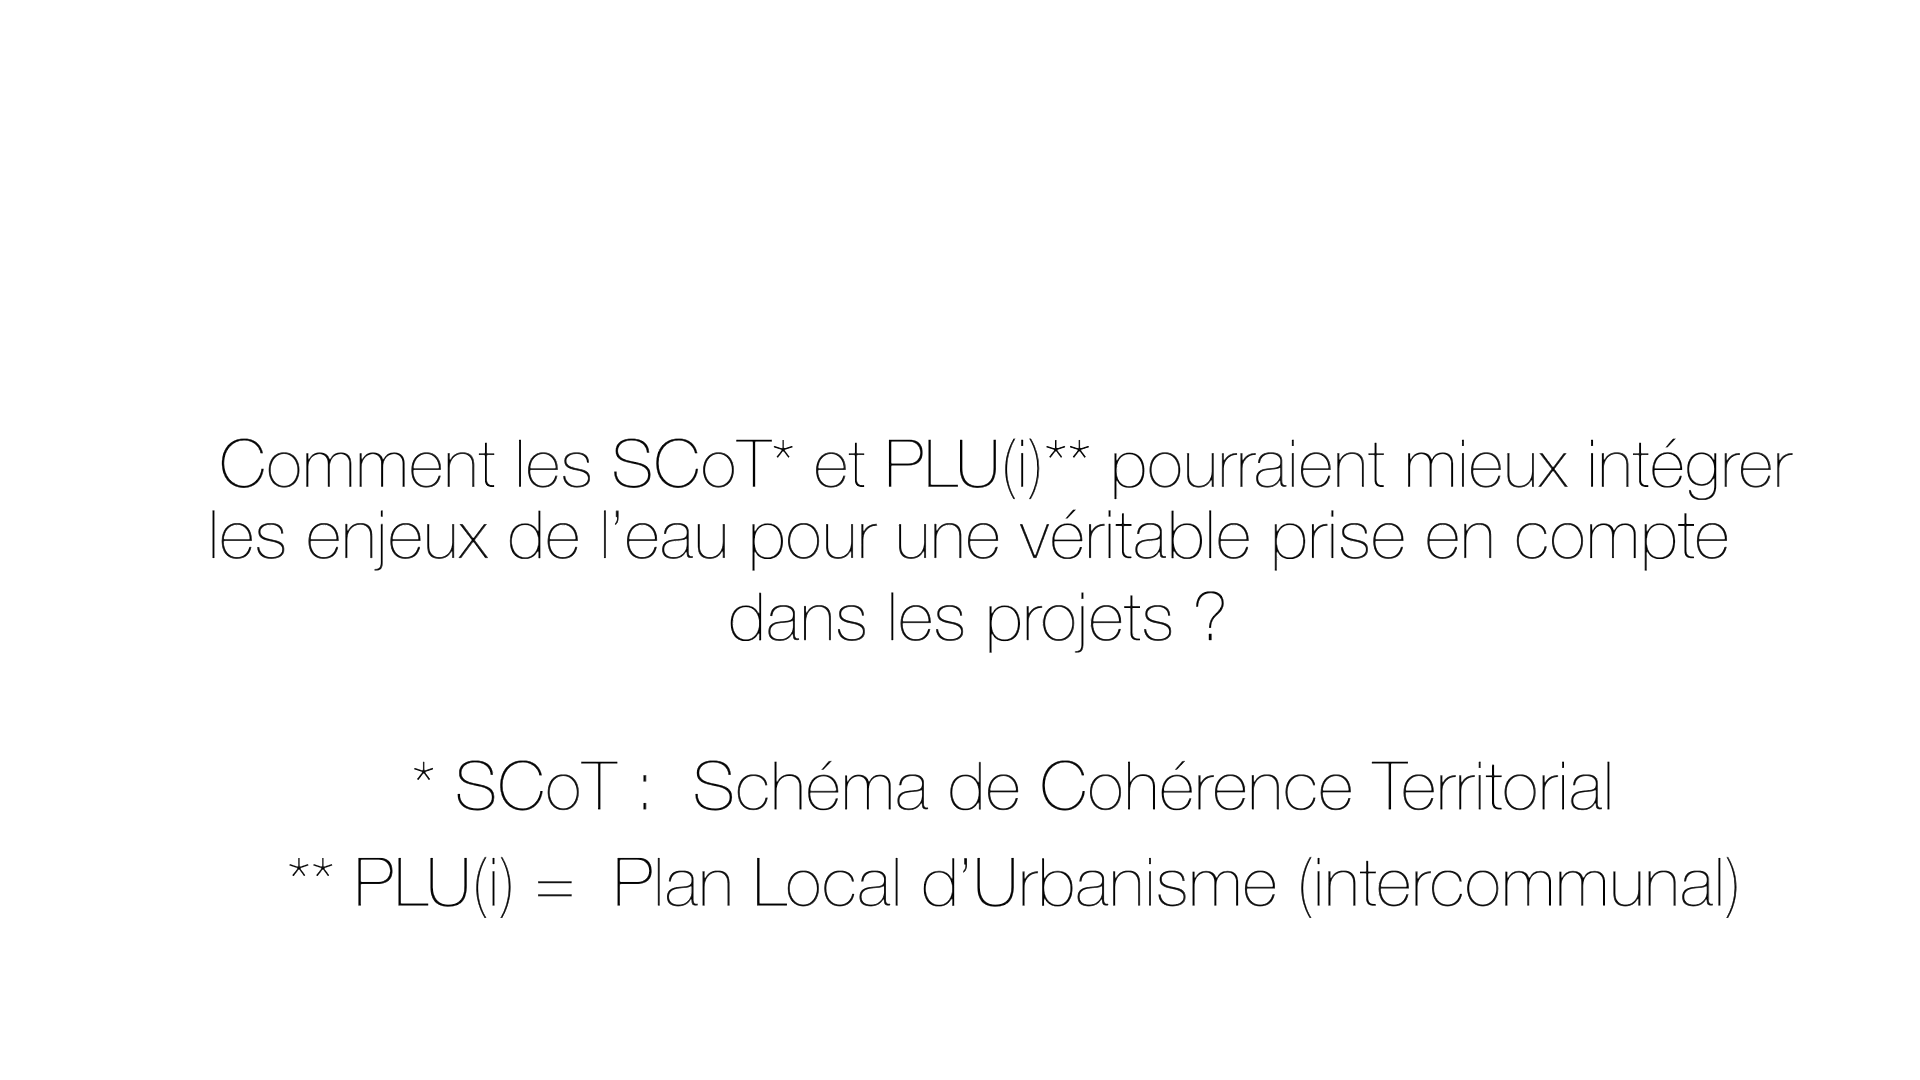 Comment les SCoT* et PLU(i)** pourraient mieux intégrer
les enjeux de l’eau pour une véritable prise en compte
dans les projets ?
* SCoT : Schéma de Cohérence Territorial
** PLU(i) = Plan Local d’Urbanisme (intercommunal)